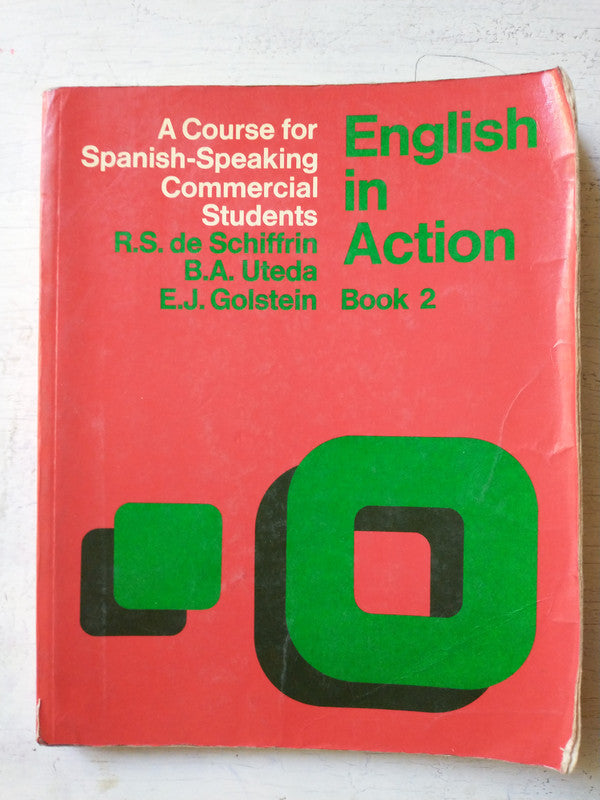 A Course for
Spanish-Speaking
Commercial
Students
R.S. de Schiffrin
B.A. Uteda
E.J. Golstein
English
in
Action
Book 2